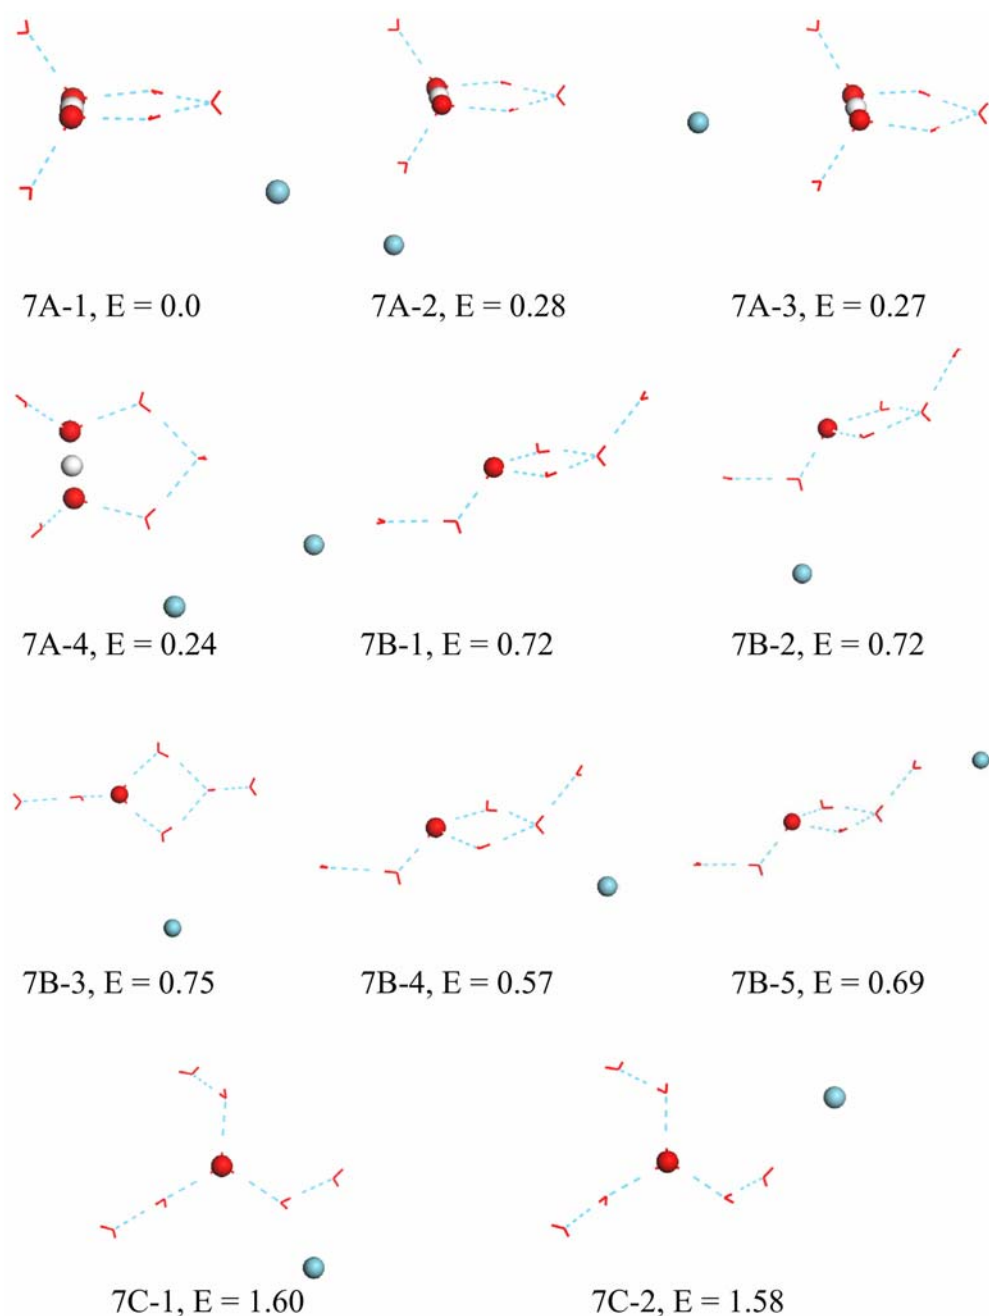 7A-1, E = 0.0
7A-2, E = 0.28
7A-3, E = 0.27
7A-4, E = 0.24
7B-1, E = 0.72
7B-2, E = 0.72
7B-3, E = 0.75
7B-4, E = 0.57
7B-5, E = 0.69
7C-1, E = 1.60
7C-2, E = 1.58